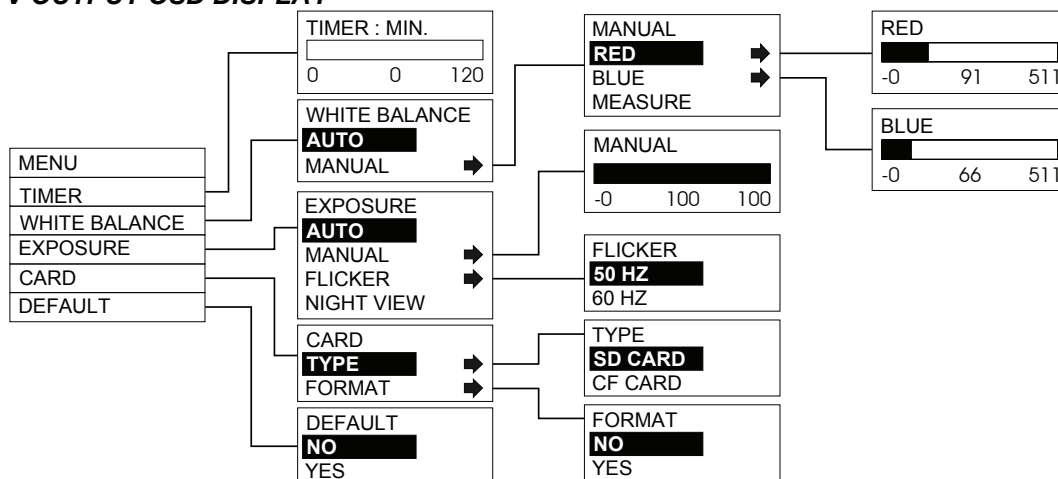 V OUTPUT OSD DISPLAY
MENU
TIMER
WHITE BALANCE
EXPOSURE
CARD
DEFAULT
TIMER : MIN.
0 0 120
WHITE BALANCE
AUTO
MANUAL
EXPOSURE
AUTO
MANUAL
FLICKER
NIGHT VIEW
CARD
TYPE
FORMAT
DEFAULT
NO
YES
MANUAL
RED
BLUE
MEASURE
MANUAL
-0 100 100
FLICKER
50 HZ
60 HZ
TYPE
SD CARD
CF CARD
FORMAT
NO
YES
RED
-0 91 511
BLUE
-0 66 511